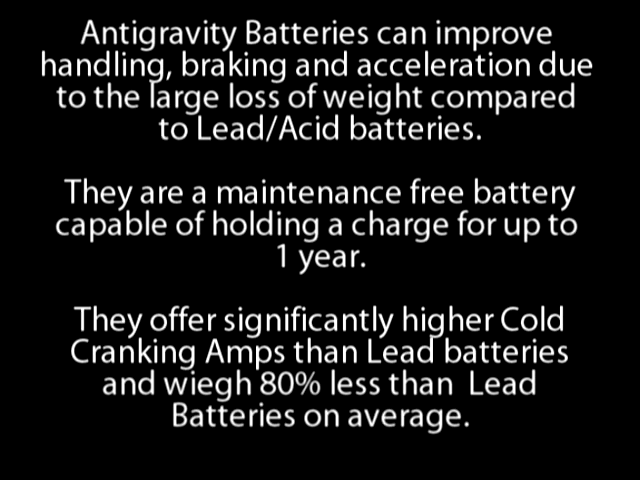 Antigravity Batteries can improve
handling, braking and acceleration due
to the large loss of weight compared
to Lead/Acid batteries.
They are a maintenance free battery
capable of holding a charge for up to
1 year.
They offer significantly higher Cold
Cranking Amps than Lead batteries
and wiegh 80% less than  Lead
Batteries on average.